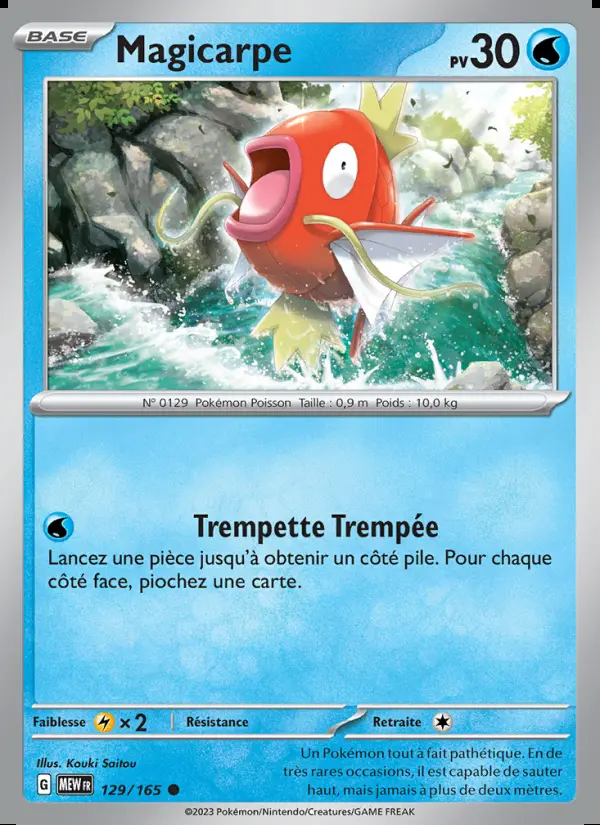 BASE
Magicarpe
PV 30
N° 0129 Pokémon Poisson Taille : 0,9 m Poids : 10,0 kg
Trempette Trempée
Lancez une pièce jusqu'à obtenir un côté pile. Pour chaque
côté face, piochez une carte.
Faiblesse × 2 Résistance Retraite
Illus. Kouki Saitou
G MEW FR 129/165
Un Pokémon tout à fait pathétique. En de
très rares occasions, il est capable de sauter
haut, mais jamais à plus de deux mètres.
©2023 Pokémon/Nintendo/Creatures/GAME FREAK